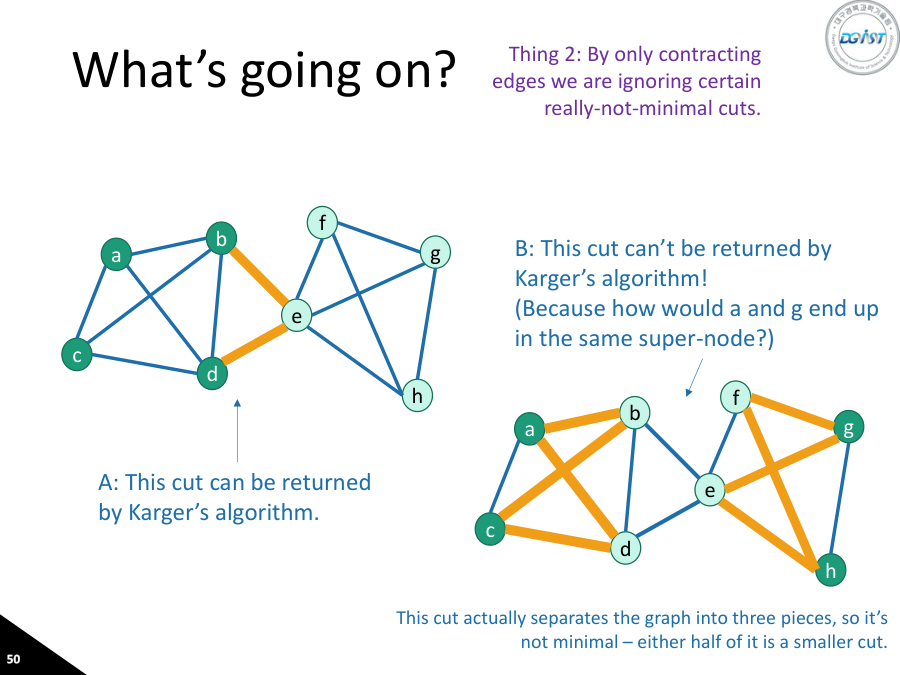 What's going on?
Thing 2: By only contracting
edges we are ignoring certain
really-not-minimal cuts.
DGIST
f
b
g
a
e
c
d
h
B: This cut can't be returned by
Karger's algorithm!
(Because how would a and g end up
in the same super-node?)
A: This cut can be returned
by Karger's algorithm.
f
b
g
a
e
c
d
h
This cut actually separates the graph into three pieces, so it's
not minimal – either half of it is a smaller cut.
50